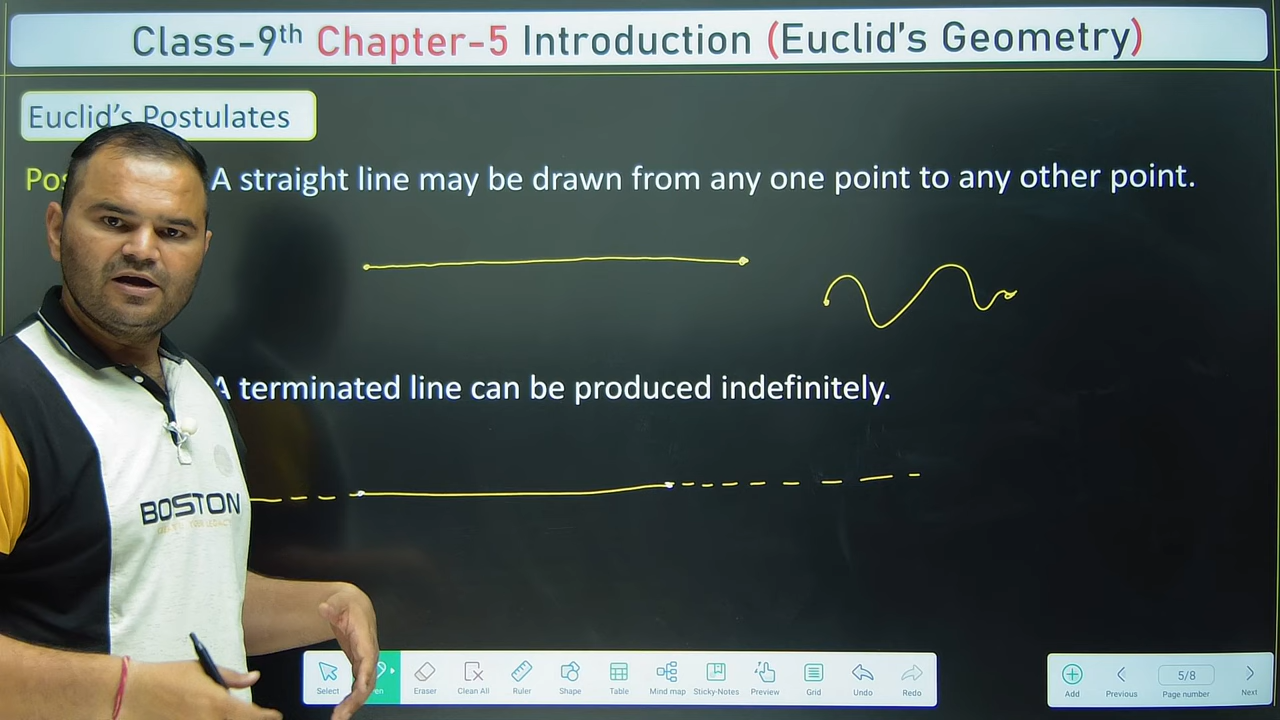 Class-9th Chapter-5 Introduction (Euclid's Geometry)
Euclid's Postulates
A straight line may be drawn from any one point to any other point.
A terminated line can be produced indefinitely.
BOSTON
Select
Eraser
Clean All
Ruler
Shape
Table
Mind map
Sticky-Notes
Preview
Grid
Undo
Redo
Add
Previous
5/8
Page number
Next